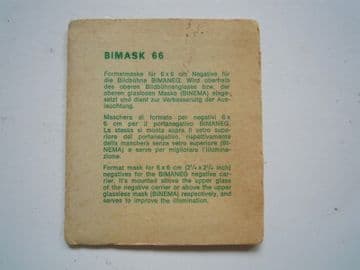 BIMASK 66
Formatmaske für 6 x 6 cm Negative für
die Bildbühne BIMANEG. Wird oberhalb
des oberen Bildbühnenglases bzw. der
oberen glaslosen Maske (BINEMA) einge-
setzt und dient zur Verbesserung der Aus-
leuchtung.
Maschera di formato per negativi 6 x
6 cm per il portanegativo BIMANEG.
La stessa si monta sopra il vetro supe-
riore del portanegativo, rispettivamente
della maschera senza vetro superiore (BI-
NEMA) e serve per migliorare l'illumina-
zione.
Format mask for 6 x 6 cm (2¹/₄ x 2¹/₄ inch)
negatives for the BIMANEG negative car-
rier. It's mounted above the upper glass
of the negative carrier or above the upper
glassless mask (BINEMA) respectively, and
serves to improve the illumination.